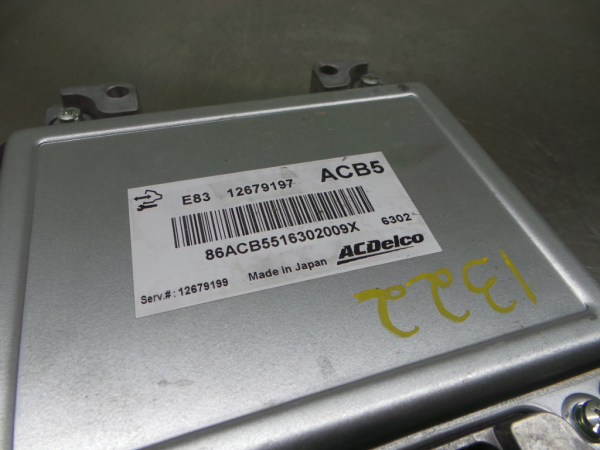 E83 12679197 ACB5
86ACB5516302009X 6302
Serv.#: 12679199 Made In Japan ACDelco
1322